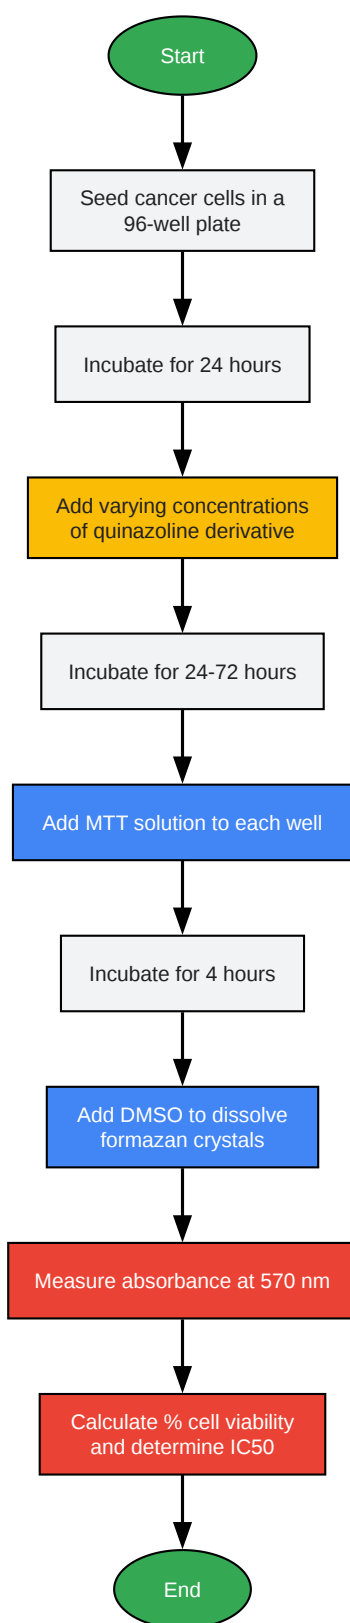 Start
Seed cancer cells in a
96-well plate
Incubate for 24 hours
Add varying concentrations
of quinazoline derivative
Incubate for 24-72 hours
Add MTT solution to each well
Incubate for 4 hours
Add DMSO to dissolve
formazan crystals
Measure absorbance at 570 nm
Calculate % cell viability
and determine IC50
End